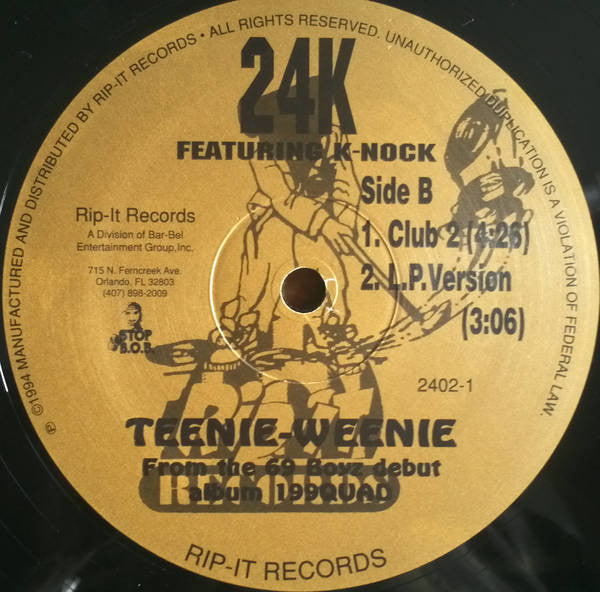 ℗©1994 MANUFACTURED AND DISTRIBUTED BY RIP-IT RECORDS • ALL RIGHTS RESERVED. UNAUTHORIZED DUPLICATION IS A VIOLATION OF FEDERAL LAW.
24K
FEATURING K-NOCK
Side B
1. Club 2 (4:26)
2. L.P.Version
(3:06)
Rip-It Records
A Division of Bar-Bel
Entertainment Group,Inc.
715 N. Ferncreek Ave.
Orlando, FL 32803
(407) 898-2009
STOP
B.O.B.
2402-1
TEENIE-WEENIE
From the 69 Boyz debut
album 199QUAD
RECORDS
RIP-IT RECORDS